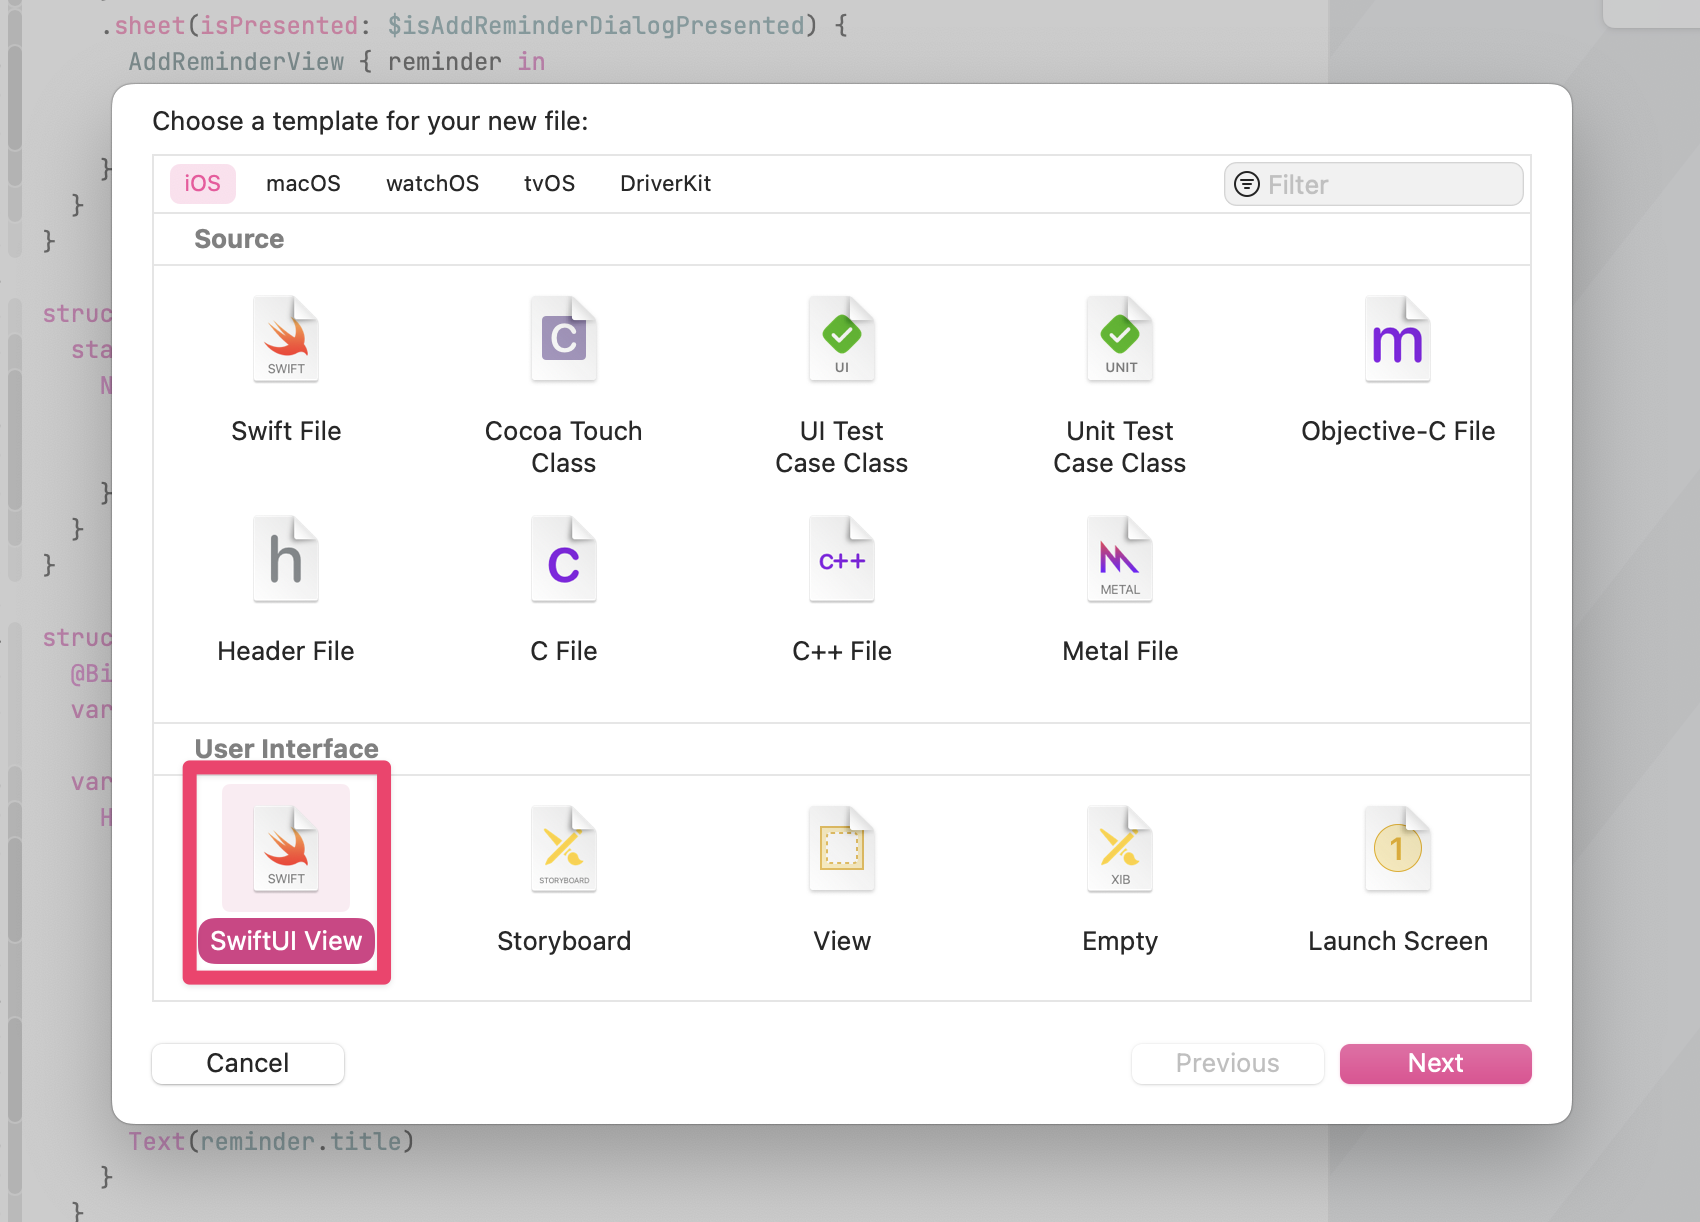 .sheet(isPresented: $isAddReminderDialogPresented) {
AddReminderView { reminder in
Choose a template for your new file:
iOS macOS watchOS tvOS DriverKit Filter
}
}
}
Source
struc
sta
N
SWIFT C UI UNIT m
Swift File Cocoa Touch Class UI Test Case Class Unit Test Case Class Objective-C File
}
}
}
h C C++ METAL
struc
Header File C File C++ File Metal File
@Bi
var
User Interface
var
H
SWIFT STORYBOARD XIB 1
SwiftUI View Storyboard View Empty Launch Screen
Cancel Previous Next
Text(reminder.title)
}
}